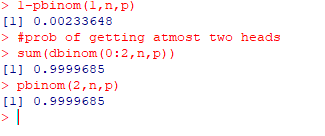 > 1-pbinom(1,n,p)
[1] 0.00233648
> #prob of getting atmost two heads
> sum(dbinom(0:2,n,p))
[1] 0.9999685
> pbinom(2,n,p)
[1] 0.9999685
>